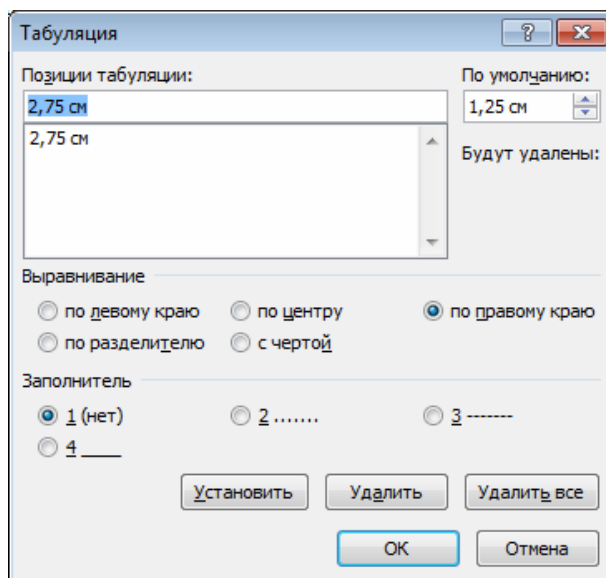 Табуляция
Позиции табуляции: По умолчанию:
2,75 см 1,25 см
2,75 см
Будут удалены:
Выравнивание
по левому краю по центру по правому краю
по разделителю с чертой
Заполнитель
1 (нет) 2 ....... 3 -------
4 ____
Установить Удалить Удалить все
ОК Отмена